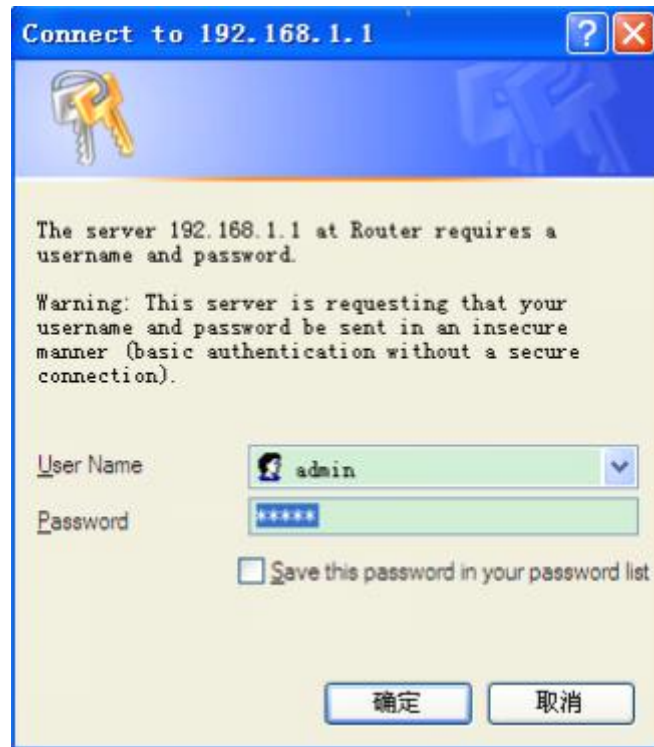 Connect to 192.168.1.1
?
The server 192.168.1.1 at Router requires a
username and password.
Warning: This server is requesting that your
username and password be sent in an insecure
manner (basic authentication without a secure
connection).
User Name
admin
Password
*****
Save this password in your password list
确定 取消